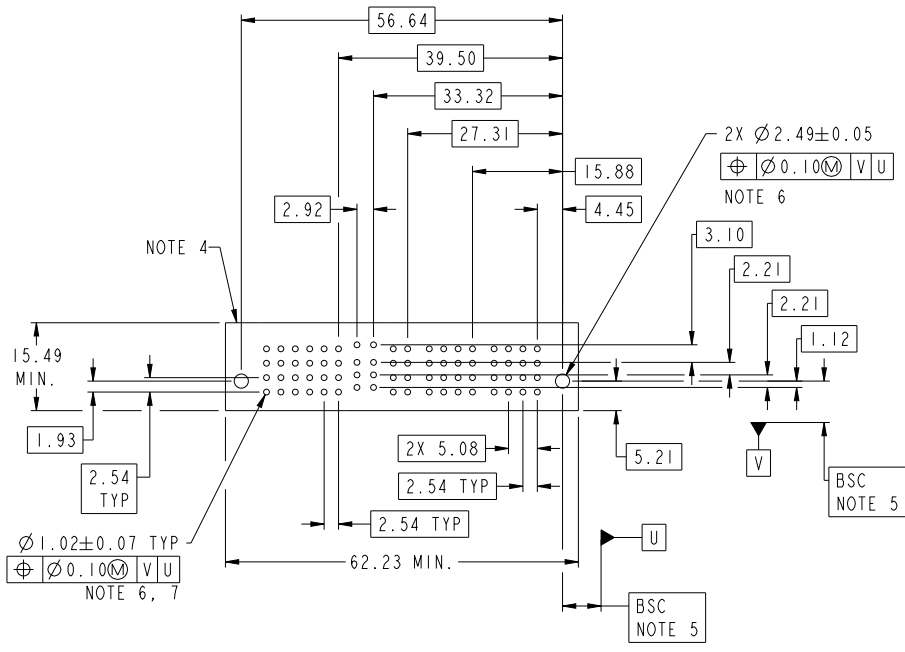 56.64
39.50
33.32
27.31
15.88
2X Ø2.49±0.05
⌖ Ø0.10Ⓜ V U
NOTE 6
2.92
4.45
3.10
NOTE 4
2.21
2.21
1.12
15.49
MIN.
1.93
2X 5.08
5.21
V
2.54
TYP
2.54 TYP
BSC
NOTE 5
2.54 TYP
Ø1.02±0.07 TYP
⌖ Ø0.10Ⓜ V U
NOTE 6, 7
U
62.23 MIN.
BSC
NOTE 5